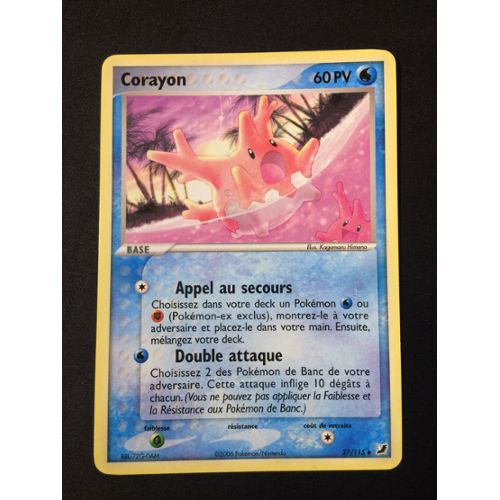 Corayon
60 PV
BASE
Illus. Kagemaru Himeno
Appel au secours
Choisissez dans votre deck un Pokémon ou
(Pokémon-ex exclus), montrez-le à votre
adversaire et placez-le dans votre main. Ensuite,
mélangez votre deck.
Double attaque
Choisissez 2 des Pokémon de Banc de votre
adversaire. Cette attaque inflige 10 dégâts à
chacun. (Vous ne pouvez pas appliquer la Faiblesse et
la Résistance aux Pokémon de Banc.)
faiblesse résistance coût de retraite
©2006 Pokémon/Nintendo 37/115